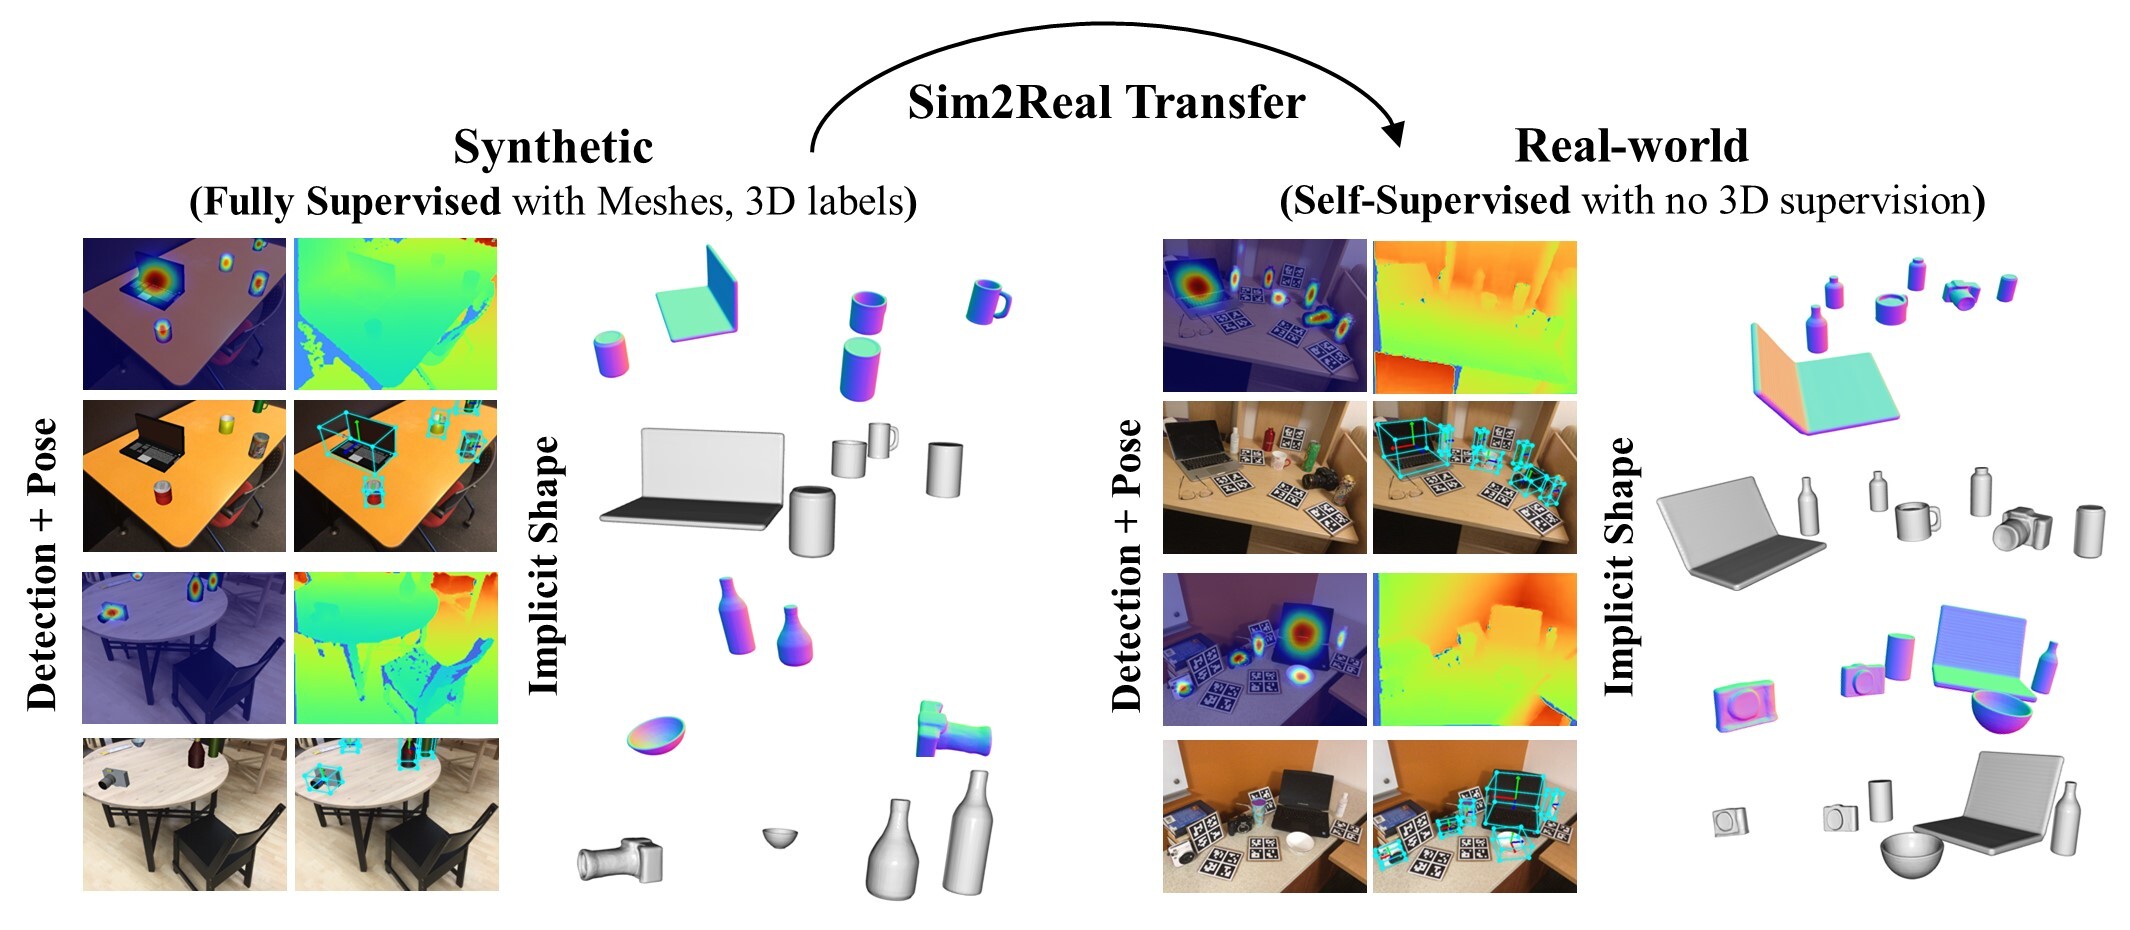 Sim2Real Transfer
Synthetic
(Fully Supervised with Meshes, 3D labels)
Detection + Pose
Implicit Shape
Real-world
(Self-Supervised with no 3D supervision)
Detection + Pose
Implicit Shape